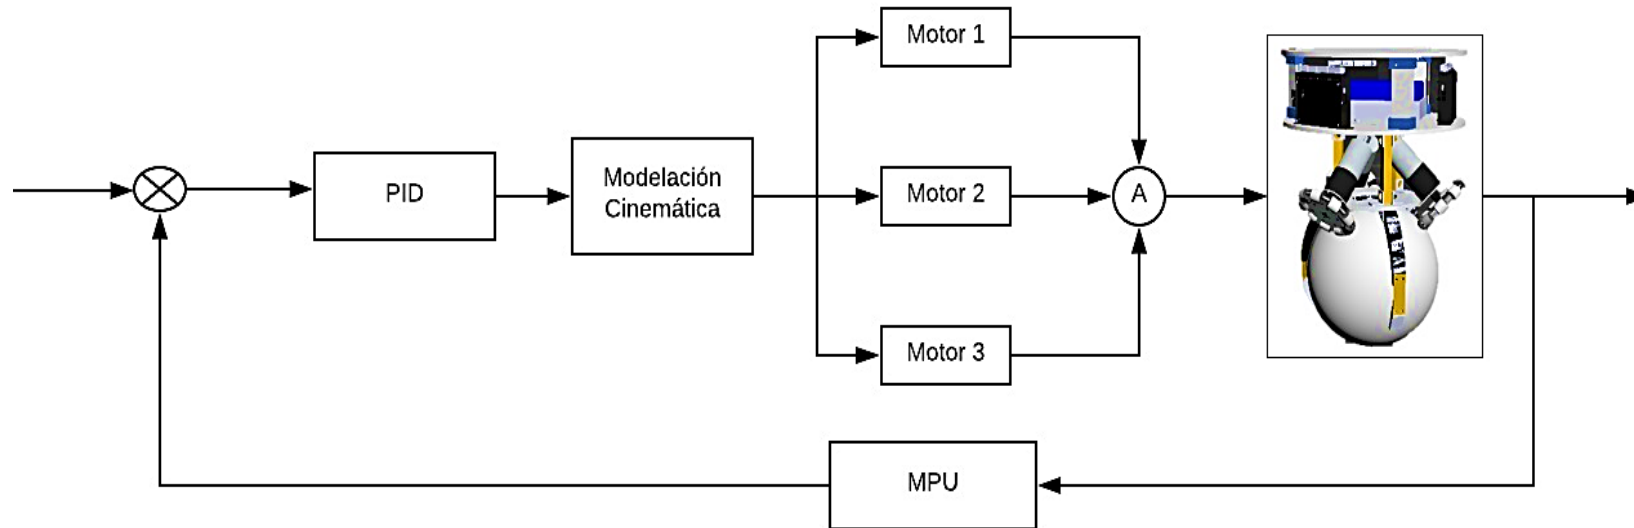 Motor 1
PID
Modelación
Cinemática
Motor 2
A
Motor 3
MPU